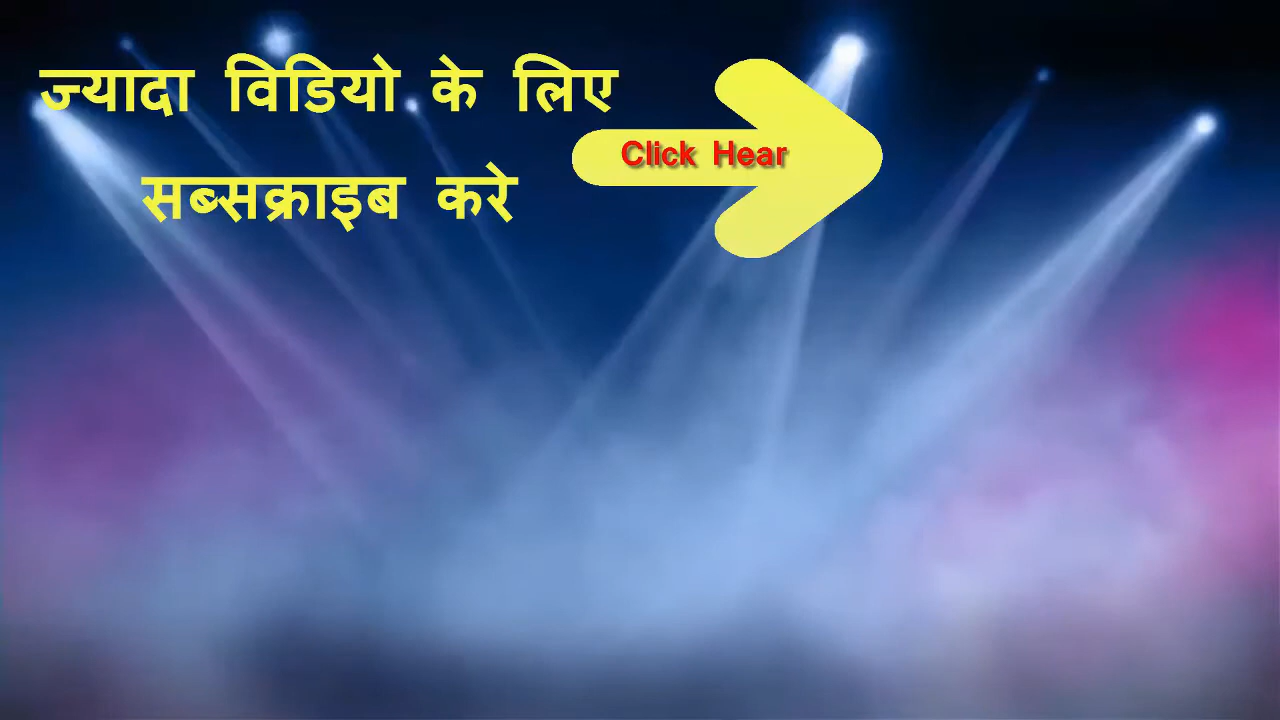 ज्यादा विडियो के लिए
Click Hear
सब्सक्राइब करे